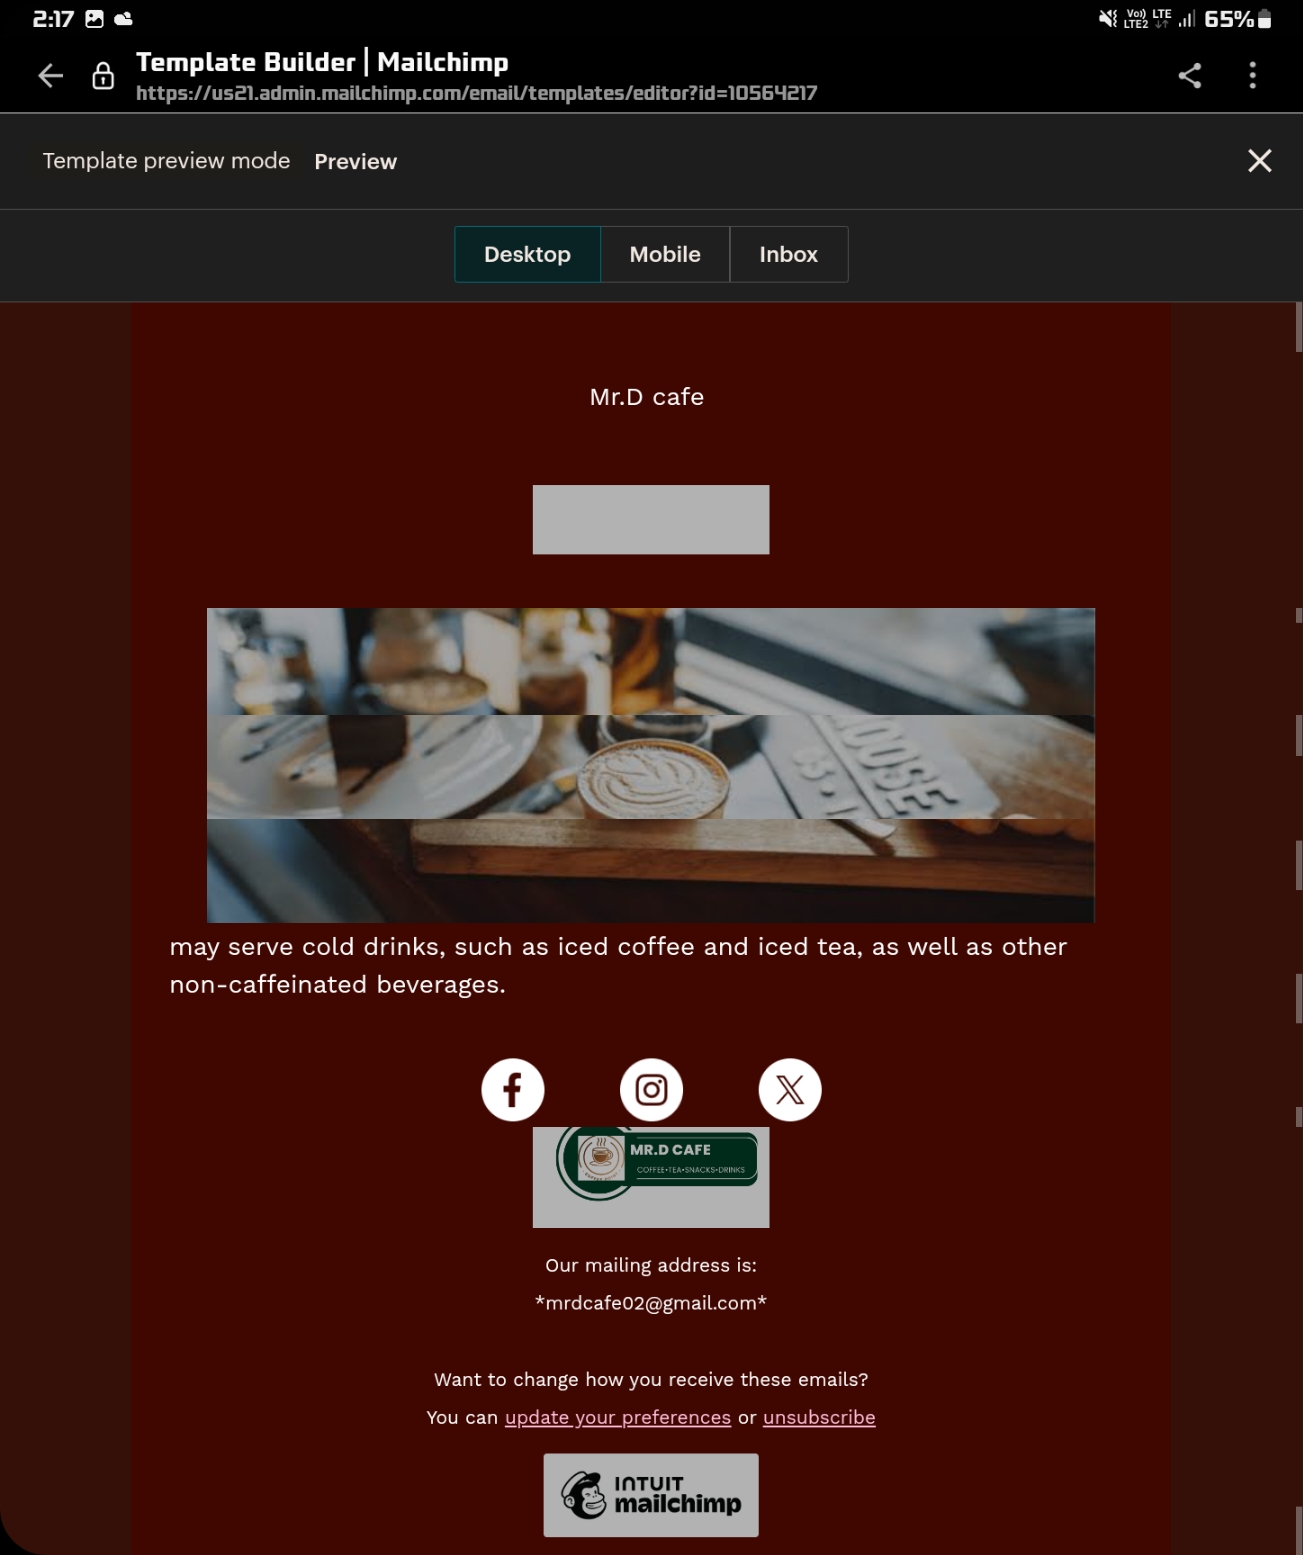 2:17
Vo)) LTE
LTE2
65%
Template Builder | Mailchimp
https://us21.admin.mailchimp.com/email/templates/editor?id=10564217
Template preview mode Preview
Desktop Mobile Inbox
Mr.D cafe
OOSE
may serve cold drinks, such as iced coffee and iced tea, as well as other
non-caffeinated beverages.
MR.D CAFE
COFFEE•TEA•SNACKS•DRINKS
Our mailing address is:
*mrdcafe02@gmail.com*
Want to change how you receive these emails?
You can update your preferences or unsubscribe
INTUIT
mailchimp